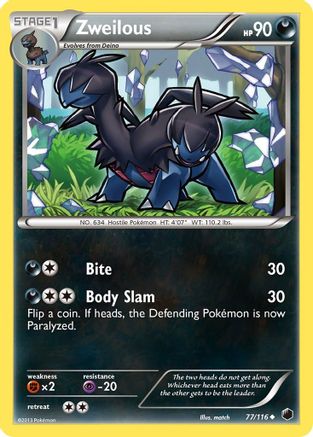 STAGE1
Zweilous
HP90
Evolves from Deino
NO. 634 Hostile Pokémon HT: 4'07" WT: 110.2 lbs.
Bite 30
Body Slam 30
Flip a coin. If heads, the Defending Pokémon is now
Paralyzed.
weakness
×2
resistance
-20
retreat
The two heads do not get along.
Whichever head eats more than
the other gets to be the leader.
©2013 Pokémon
Illus. match
77/116